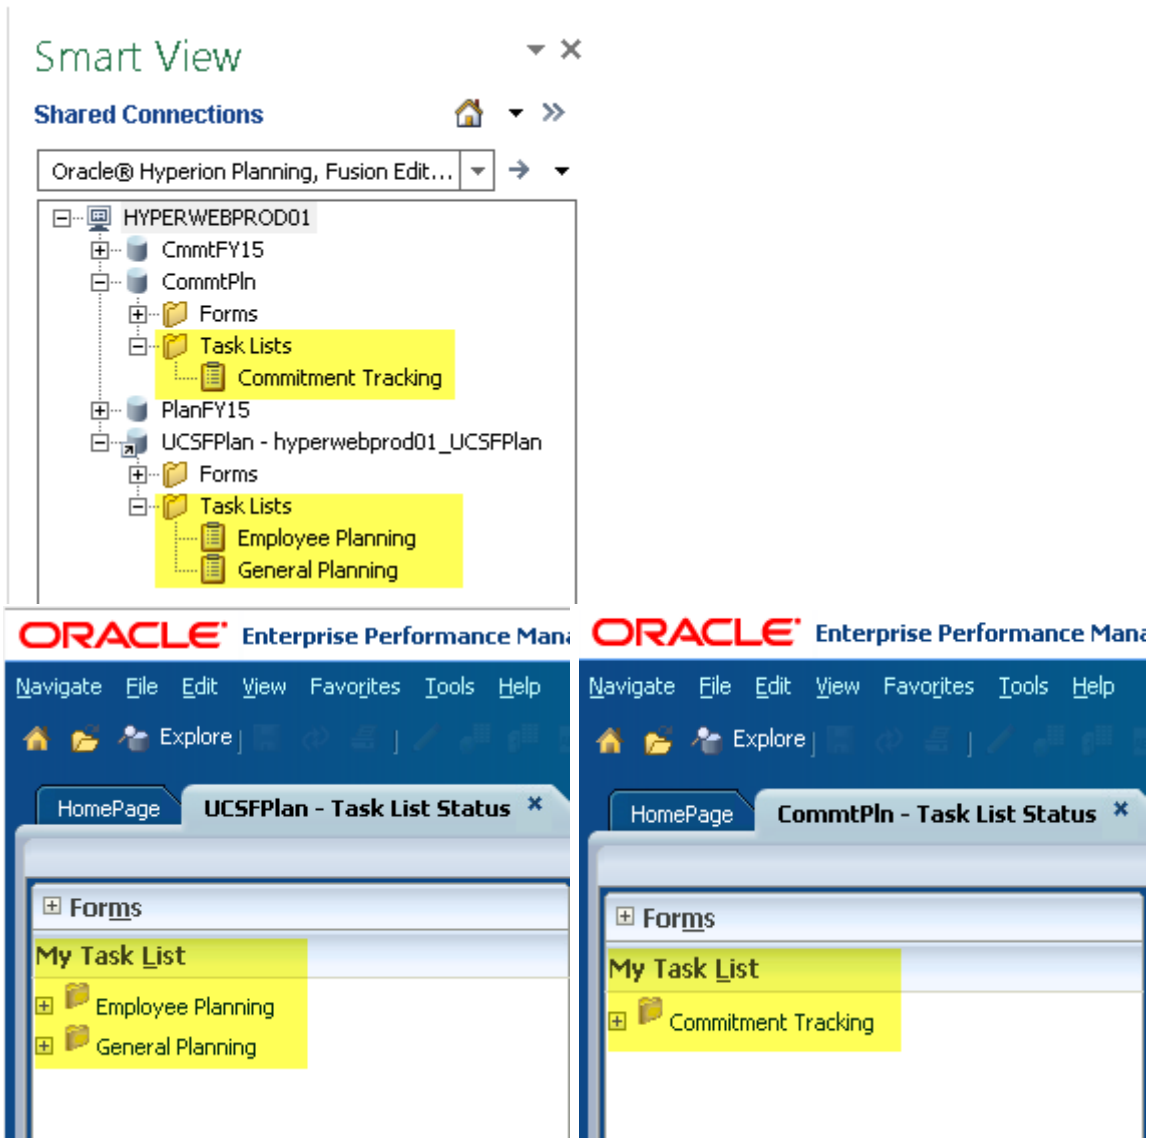 Smart View
Shared Connections
Oracle® Hyperion Planning, Fusion Edit...
HYPERWEBPROD01
CmmtFY15
CommtPln
Forms
Task Lists
Commitment Tracking
PlanFY15
UCSFPlan - hyperwebprod01_UCSFPlan
Forms
Task Lists
Employee Planning
General Planning
ORACLE® Enterprise Performance Mana
Navigate File Edit View Favorites Tools Help
Explore
HomePage UCSFPlan - Task List Status
Forms
My Task List
Employee Planning
General Planning
ORACLE® Enterprise Performance Mana
Navigate File Edit View Favorites Tools Help
Explore
HomePage CommtPln - Task List Status
Forms
My Task List
Commitment Tracking